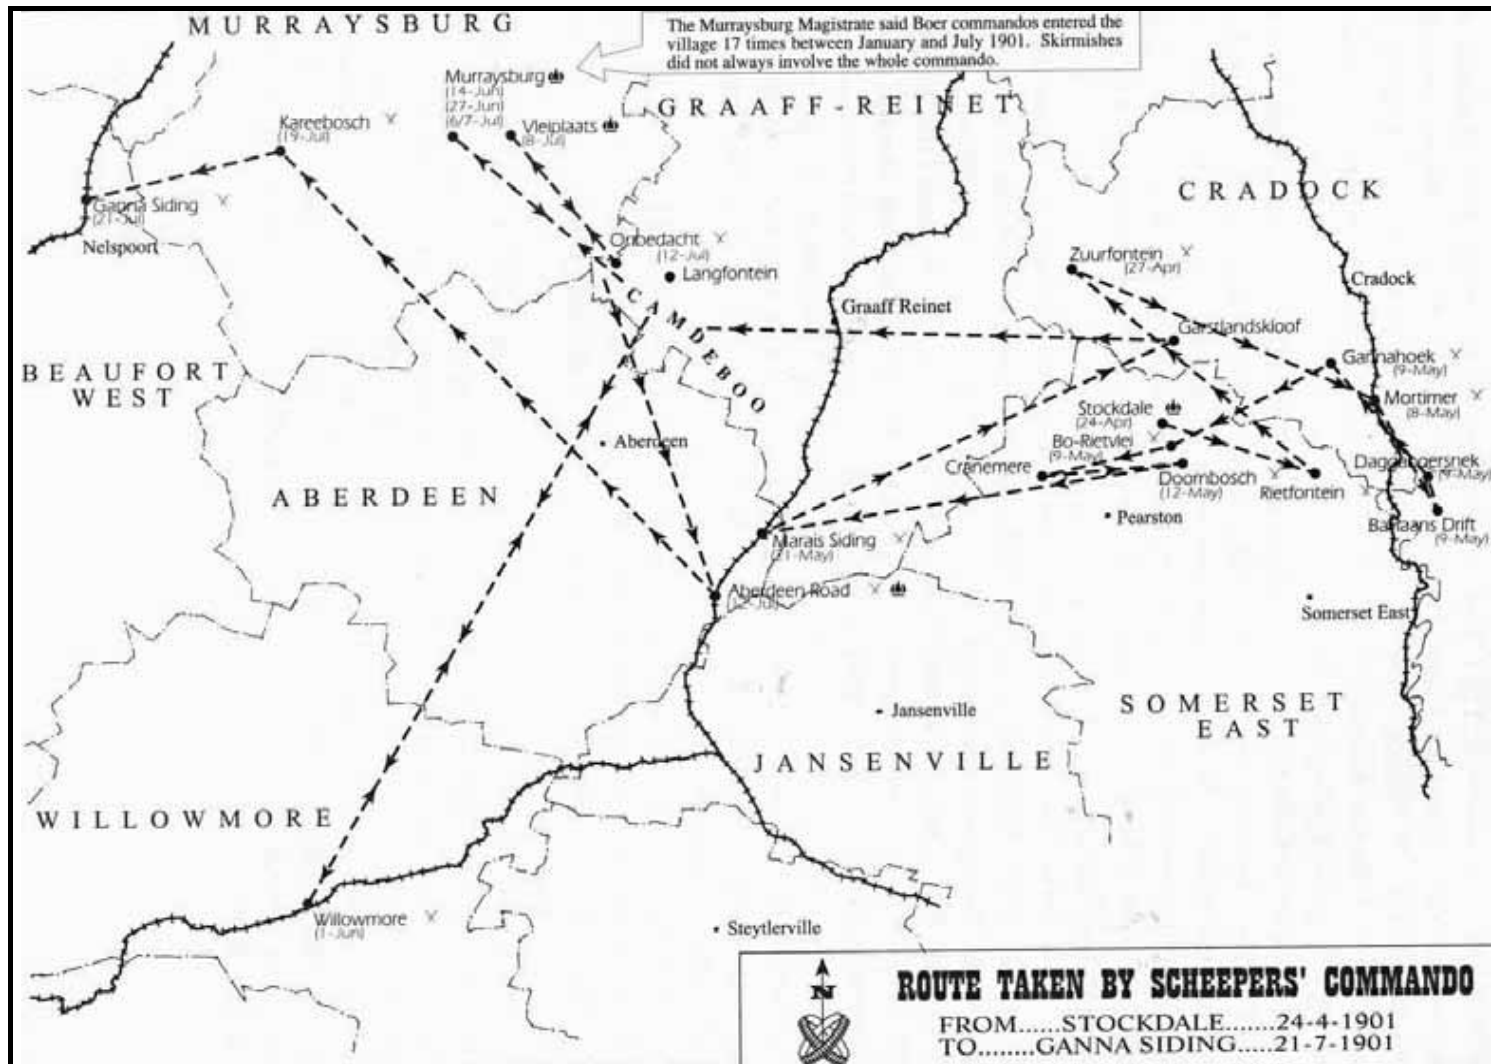 MURRAYSBURG
The Murraysburg Magistrate said Boer commandos entered the
village 17 times between January and July 1901. Skirmishes
did not always involve the whole commando.
Murraysburg
(14-Jun)
(27-Jun)
(6/7-Jul)
Vleiplaats
(8-Jul)
GRAAFF-REINET
Kareebosch
(19-Jul)
CRADOCK
Ganna Siding
(21-Jul)
Nelspoort
Onbedacht
(12-Jul)
Langfontein
Zuurfontein
(27-Apr)
Cradock
CAMDEBOO
Graaff Reinet
Garstlandskloof
Gannahoek
(9-May)
BEAUFORT
WEST
Mortimer
(8-May)
Stockdale
(24-Apr)
Bo-Rietvlei
(9-May)
Aberdeen
Cranemere
Doornbosch
(12-May)
Rietfontein
Daggaboersnek
(9-May)
ABERDEEN
Pearston
Barlaans Drift
(9-May)
Marais Siding
(21-May)
Aberdeen Road
(12-Jul)
Somerset East
Jansenville
SOMERSET
EAST
JANSENVILLE
WILLOWMORE
Willowmore
(1-Jun)
Steytlerville
N
ROUTE TAKEN BY SCHEEPERS' COMMANDO
FROM......STOCKDALE.......24-4-1901
TO........GANNA SIDING.....21-7-1901